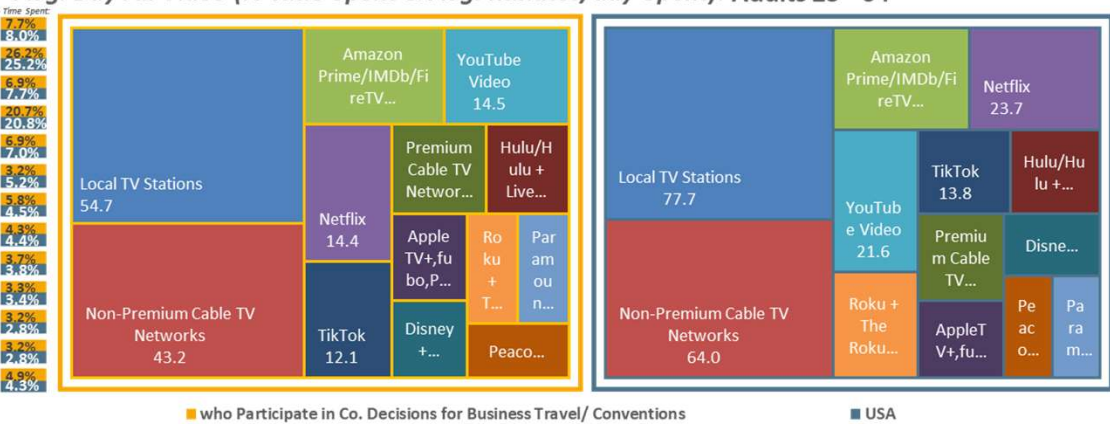 Time Spent:
7.7%
8.0%
26.2%
25.2%
6.9%
7.7%
20.7%
20.8%
6.9%
7.0%
3.2%
5.2%
5.8%
4.5%
4.3%
4.4%
3.7%
3.8%
3.3%
3.4%
3.2%
2.8%
3.2%
2.8%
4.9%
4.3%
Local TV Stations
54.7
Non-Premium Cable TV
Networks
43.2
Amazon
Prime/IMDb/Fi
reTV...
YouTube
Video
14.5
Netflix
14.4
TikTok
12.1
Premium
Cable TV
Networ...
Hulu/H
ulu +
Live...
Apple
TV+,fu
bo,P...
Ro
ku
+
T...
Par
am
ou
n...
Disney
+...
Peaco...
Local TV Stations
77.7
Non-Premium Cable TV
Networks
64.0
Amazon
Prime/IMDb/Fi
reTV...
Netflix
23.7
YouTub
e Video
21.6
Roku +
The
Roku...
TikTok
13.8
Hulu/Hu
lu +...
Premiu
m Cable
TV...
Disne...
AppleT
V+,fu...
Pe
ac
o...
Pa
ra
m...
who Participate in Co. Decisions for Business Travel/ Conventions
USA